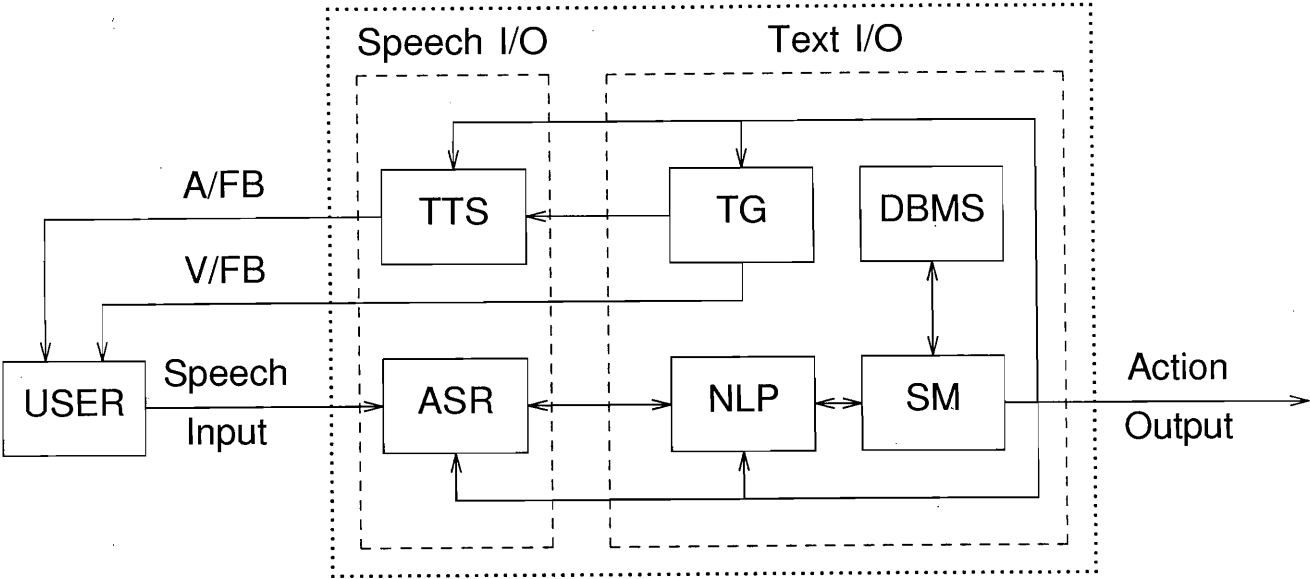 Speech I/O
Text I/O
A/FB
TTS
TG
DBMS
V/FB
USER
Speech
Input
ASR
NLP
SM
Action
Output